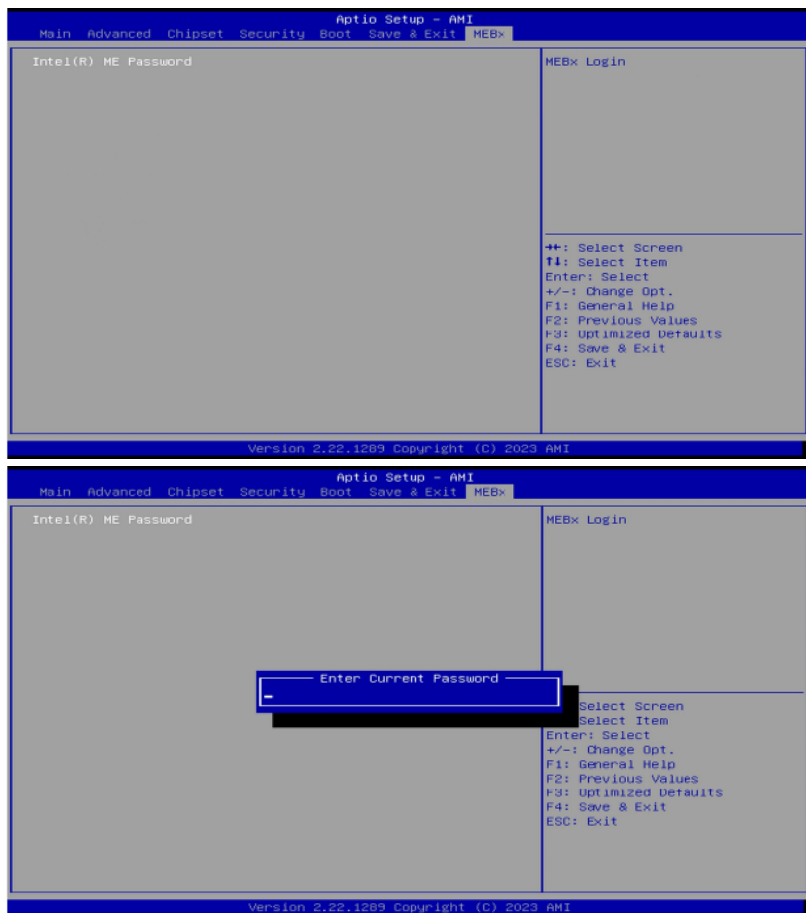 Aptio Setup - AMI
Main Advanced Chipset Security Boot Save & Exit MEBx
Intel(R) ME Password
MEBx Login
→←: Select Screen
↑↓: Select Item
Enter: Select
+/-: Change Opt.
F1: General Help
F2: Previous Values
F3: Optimized Defaults
F4: Save & Exit
ESC: Exit
Version 2.22.1289 Copyright (C) 2023 AMI
Aptio Setup - AMI
Main Advanced Chipset Security Boot Save & Exit MEBx
Intel(R) ME Password
MEBx Login
Enter Current Password
Select Screen
Select Item
Enter: Select
+/-: Change Opt.
F1: General Help
F2: Previous Values
F3: Optimized Defaults
F4: Save & Exit
ESC: Exit
Version 2.22.1289 Copyright (C) 2023 AMI